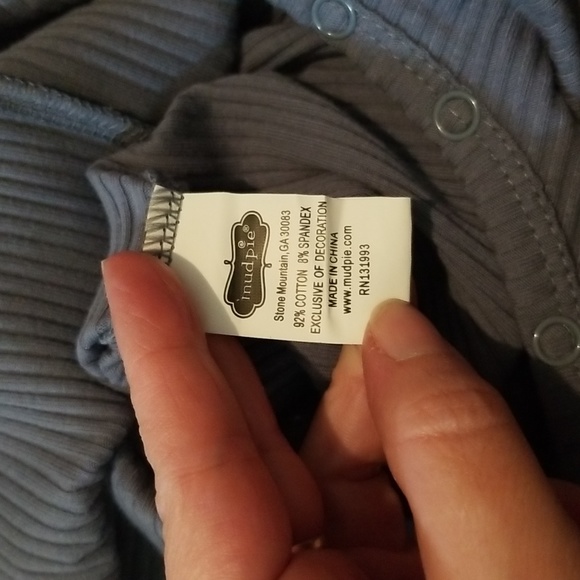 mudpie®
Stone Mountain, GA 30083
92% COTTON 8% SPANDEX
EXCLUSIVE OF DECORATION
MADE IN CHINA
www.mudpie.com
RN131993